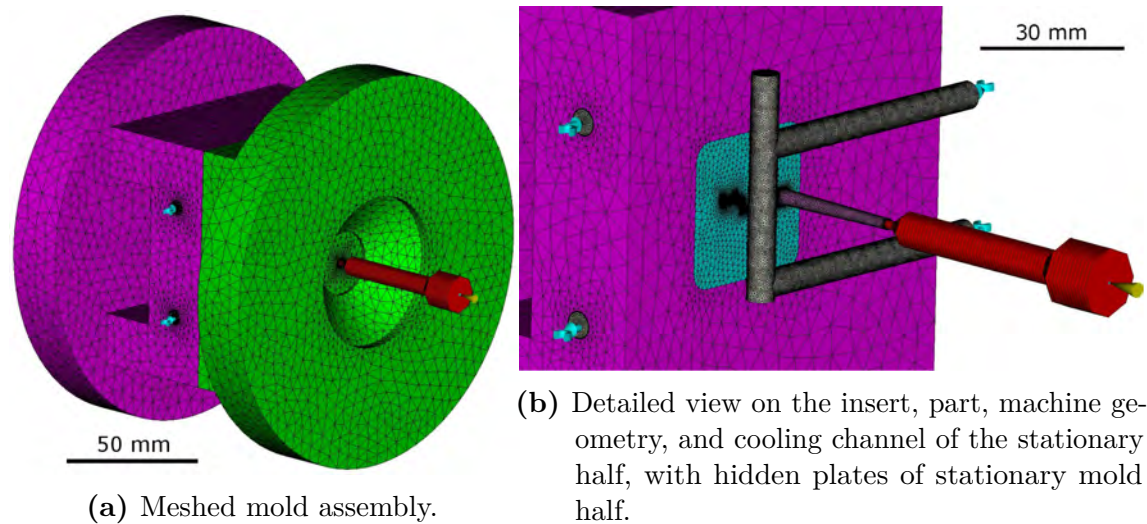 30 mm
50 mm
(a) Meshed mold assembly.
(b) Detailed view on the insert, part, machine ge-
ometry, and cooling channel of the stationary
half, with hidden plates of stationary mold
half.